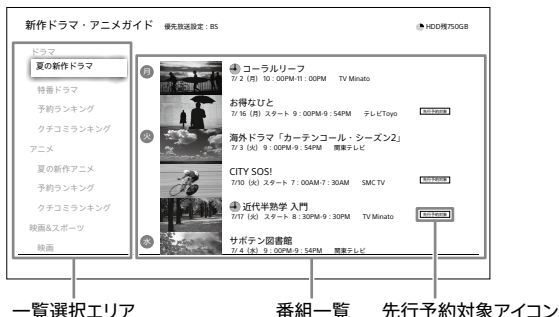 新作ドラマ・アニメガイド 優先放送設定：BS HDD残750GB
ドラマ
夏の新作ドラマ
特番ドラマ
予約ランキング
クチコミランキング
アニメ
夏の新作アニメ
予約ランキング
クチコミランキング
映画&スポーツ
映画
月
コーラルリーフ
7/ 2（月）10：00PM-11：00PM TV Minato
お得なひと
7/ 16（月）スタート 9：00PM-9：54PM テレビToyo
先行予約対象
火
海外ドラマ「カーテンコール・シーズン2」
7/ 3（火）9：00PM-9：54PM 関東テレビ
CITY SOS!
7/10（火）スタート 7：00AM-7：30AM SMC TV
先行予約対象
近代半熟学 入門
7/17（火）スタート 8：30PM-9：30PM TV Minato
先行予約対象
水
サボテン図書館
7/ 4（水）9：00PM-9：54PM 関東テレビ
一覧選択エリア
番組一覧
先行予約対象アイコン